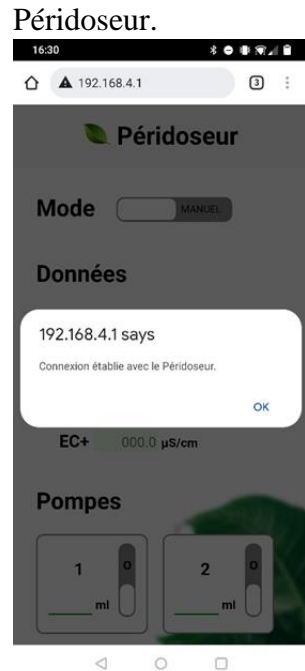 Péridoseur.
16:30
192.168.4.1
3
Péridoseur
Mode
MANUEL
Données
192.168.4.1 says
Connexion établie avec le Péridoseur.
OK
EC+ 000.0 µS/cm
Pompes
1 0 2 0
ml ml